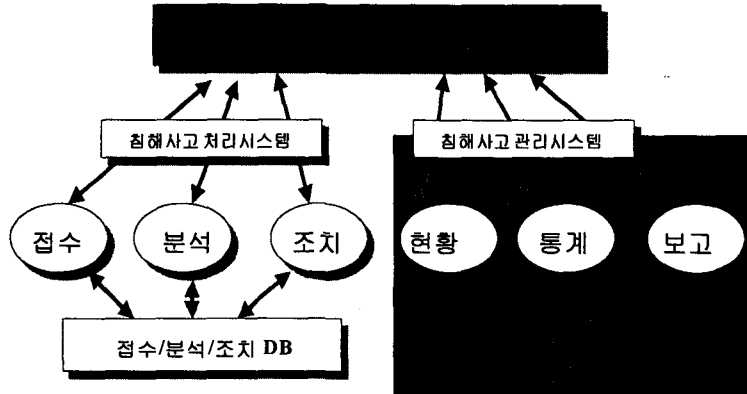 침해사고 처리시스템
침해사고 관리시스템
접수
분석
조치
현황
통계
보고
접수/분석/조치 DB